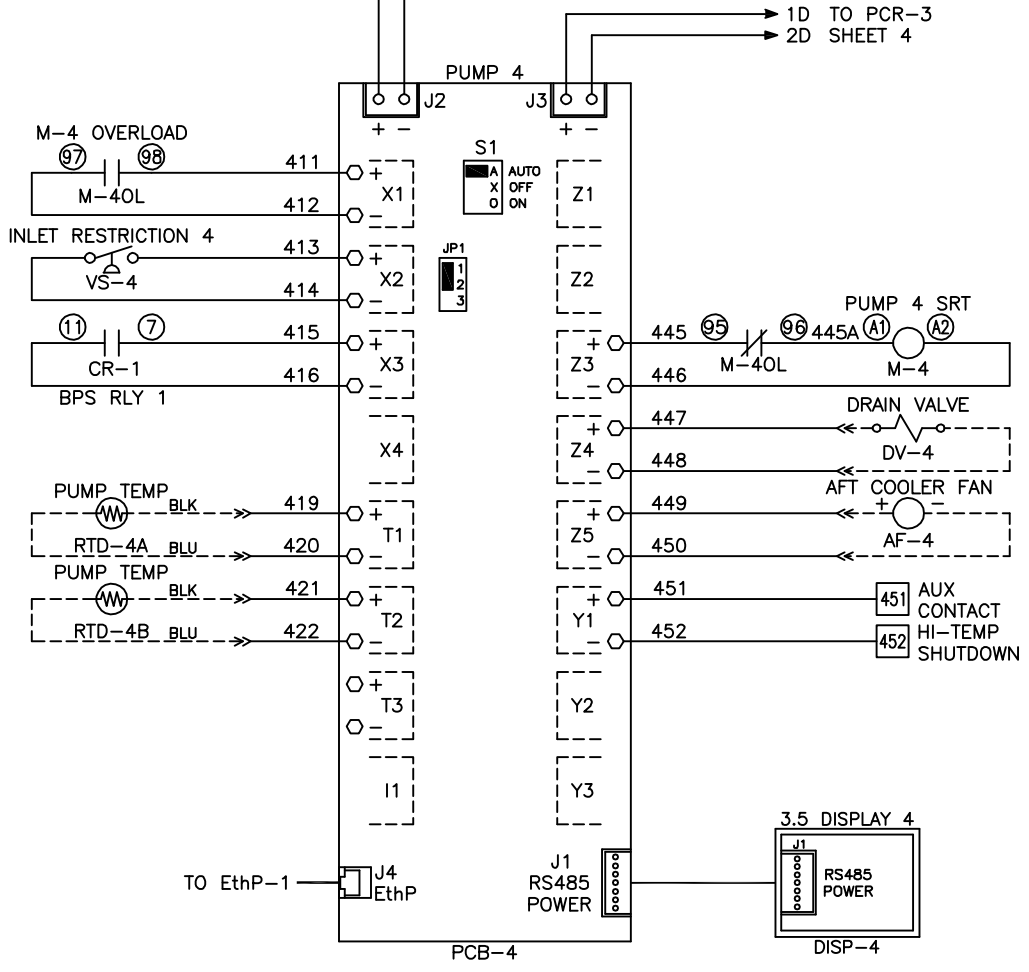 1D TO PCR-3
2D SHEET 4
PUMP 4
J2
J3
+ −
+ −
M-4 OVERLOAD
97 98
M-4OL
411
412
+
X1
−
S1
A AUTO
X OFF
O ON
Z1
INLET RESTRICTION 4
VS-4
413
414
+
X2
−
JP1
1
2
3
Z2
11 7
CR-1
BPS RLY 1
415
416
+
X3
−
+
Z3
−
445
446
95 96
M-4OL
445A
PUMP 4 SRT
A1 A2
M-4
X4
+
Z4
−
447
448
DRAIN VALVE
DV-4
PUMP TEMP
BLK
RTD-4A BLU
419
420
+
T1
−
+
Z5
−
449
450
AFT COOLER FAN
+ −
AF-4
PUMP TEMP
BLK
RTD-4B BLU
421
422
+
T2
−
+
Y1
−
451
452
451 AUX
CONTACT
452 HI-TEMP
SHUTDOWN
+
T3
−
Y2
I1
Y3
TO EthP-1
J4
EthP
J1
RS485
POWER
3.5 DISPLAY 4
J1
RS485
POWER
DISP-4
PCB-4